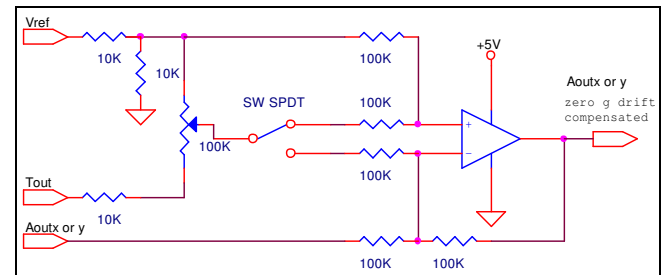 Vref
10K
10K
100K
+5V
Aoutx or y
zero g drift
compensated
SW SPDT
100K
+
100K
−
100K
Tout
10K
Aoutx or y
100K
100K